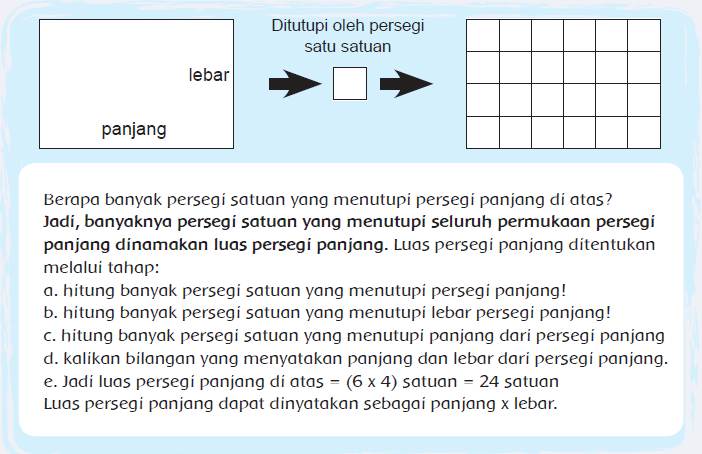 Ditutupi oleh persegi
satu satuan
lebar
panjang
Berapa banyak persegi satuan yang menutupi persegi panjang di atas?
Jadi, banyaknya persegi satuan yang menutupi seluruh permukaan persegi
panjang dinamakan luas persegi panjang. Luas persegi panjang ditentukan
melalui tahap:
a. hitung banyak persegi satuan yang menutupi persegi panjang!
b. hitung banyak persegi satuan yang menutupi lebar persegi panjang!
c. hitung banyak persegi satuan yang menutupi panjang dari persegi panjang
d. kalikan bilangan yang menyatakan panjang dan lebar dari persegi panjang.
e. Jadi luas persegi panjang di atas = (6 x 4) satuan = 24 satuan
Luas persegi panjang dapat dinyatakan sebagai panjang x lebar.